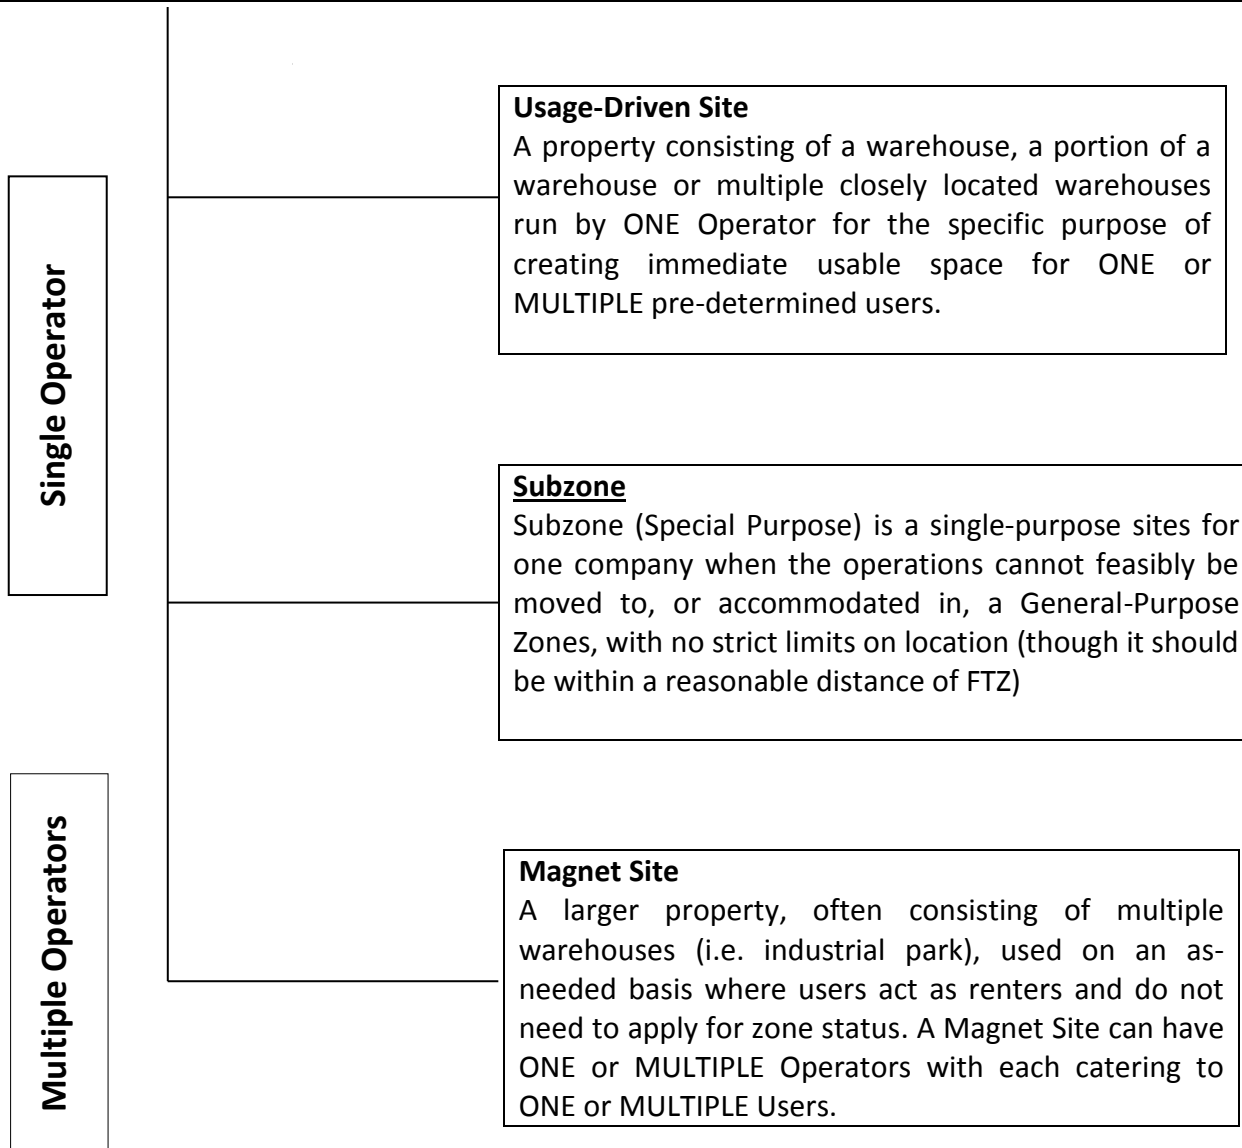 Single Operator
Usage-Driven Site
A property consisting of a warehouse, a portion of a
warehouse or multiple closely located warehouses
run by ONE Operator for the specific purpose of
creating immediate usable space for ONE or
MULTIPLE pre-determined users.
Subzone
Subzone (Special Purpose) is a single-purpose sites for
one company when the operations cannot feasibly be
moved to, or accommodated in, a General-Purpose
Zones, with no strict limits on location (though it should
be within a reasonable distance of FTZ)
Multiple Operators
Magnet Site
A larger property, often consisting of multiple
warehouses (i.e. industrial park), used on an as-
needed basis where users act as renters and do not
need to apply for zone status. A Magnet Site can have
ONE or MULTIPLE Operators with each catering to
ONE or MULTIPLE Users.